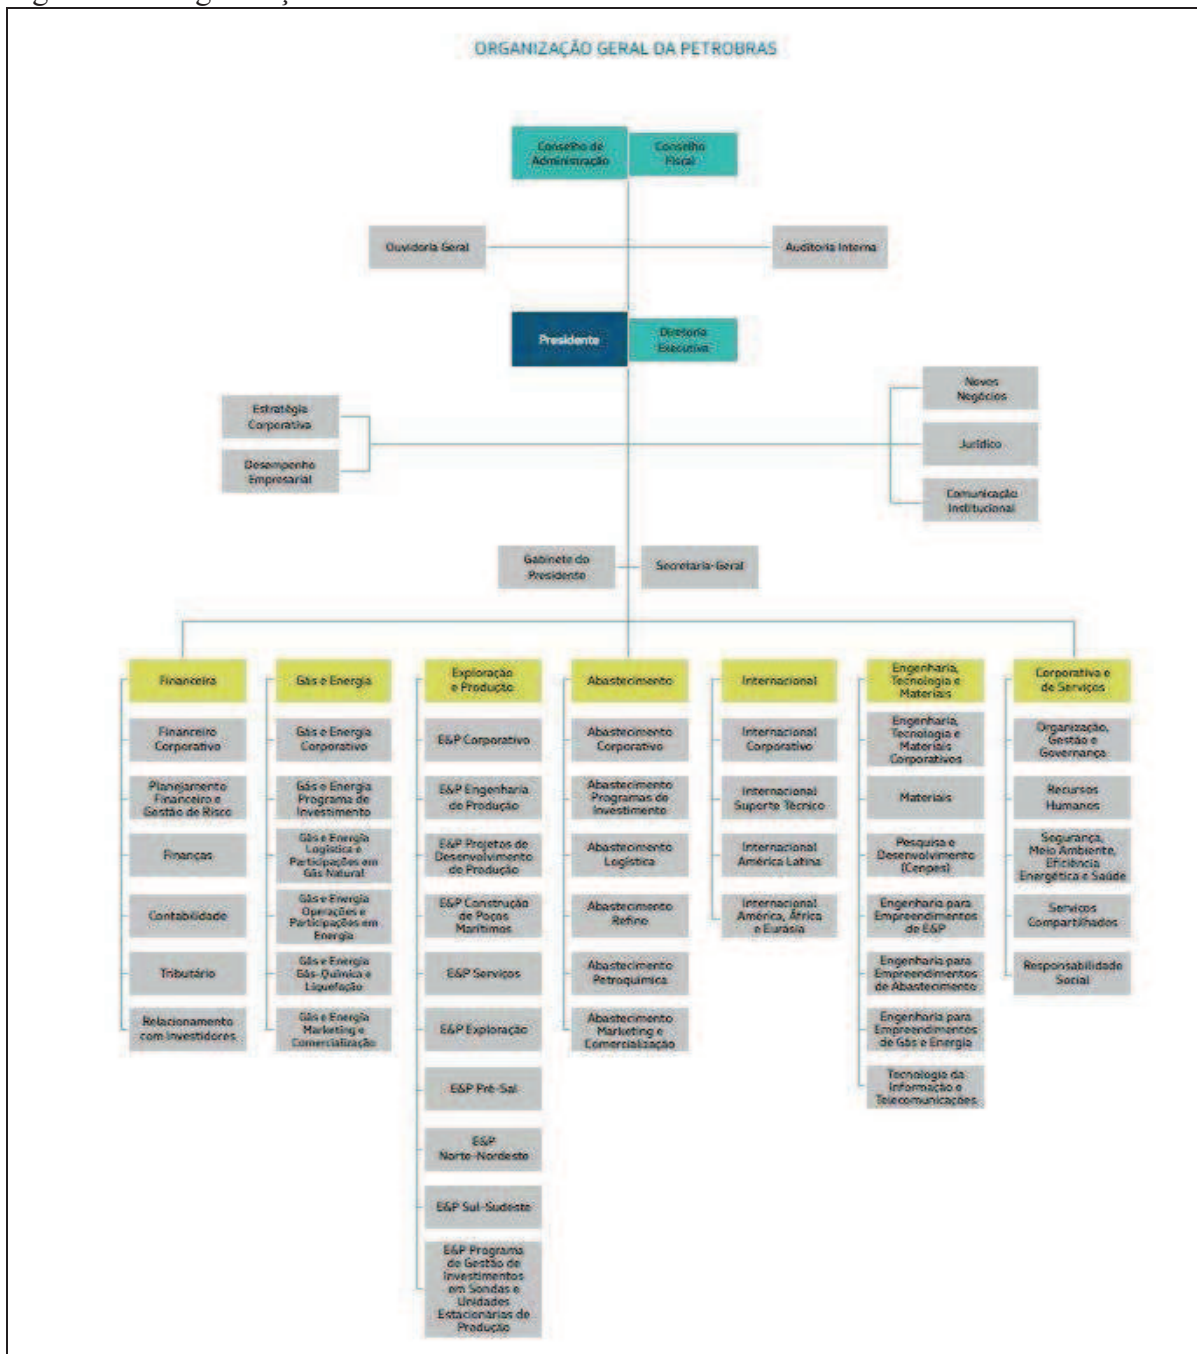 ORGANIZAÇÃO GERAL DA PETROBRAS
Conselho de
Administração
Conselho
Fiscal
Ouvidoria Geral
Auditoria Interna
Presidente
Diretoria
Executiva
Estratégia
Corporativa
Desempenho
Empresarial
Novos
Negócios
Jurídico
Comunicação
Institucional
Gabinete do
Presidente
Secretaria-Geral
Financeira
Financeiro
Corporativo
Planejamento
Financeiro e
Gestão de Risco
Finanças
Contabilidade
Tributário
Relacionamento
com Investidores
Gás e Energia
Gás e Energia
Corporativo
Gás e Energia
Programa de
Investimento
Gás e Energia
Logística e
Participações em
Gás Natural
Gás e Energia
Operações e
Participações em
Energia
Gás e Energia
Gás-Química e
Liquefação
Gás e Energia
Marketing e
Comercialização
Exploração
e Produção
E&P Corporativo
E&P Engenharia
de Produção
E&P Projetos de
Desenvolvimento
de Produção
E&P Construção
de Poços
Marítimos
E&P Serviços
E&P Exploração
E&P Pré-Sal
E&P
Norte-Nordeste
E&P Sul-Sudeste
E&P Programa
de Gestão de
Investimentos
em Sondas e
Unidades
Estacionárias de
Produção
Abastecimento
Abastecimento
Corporativo
Abastecimento
Programas de
Investimento
Abastecimento
Logística
Abastecimento
Refino
Abastecimento
Petroquímica
Abastecimento
Marketing e
Comercialização
Internacional
Internacional
Corporativo
Internacional
Suporte Técnico
Internacional
América Latina
Internacional
América, África
e Eurásia
Engenharia,
Tecnologia e
Materiais
Engenharia,
Tecnologia e
Materiais
Corporativos
Materiais
Pesquisa e
Desenvolvimento
(Cenpes)
Engenharia para
Empreendimentos
de E&P
Engenharia para
Empreendimentos
de Abastecimento
Engenharia para
Empreendimentos
de Gás e Energia
Tecnologia da
Informação e
Telecomunicações
Corporativa e
de Serviços
Organização,
Gestão e
Governança
Recursos
Humanos
Segurança,
Meio Ambiente,
Eficiência
Energética e Saúde
Serviços
Compartilhados
Responsabilidade
Social